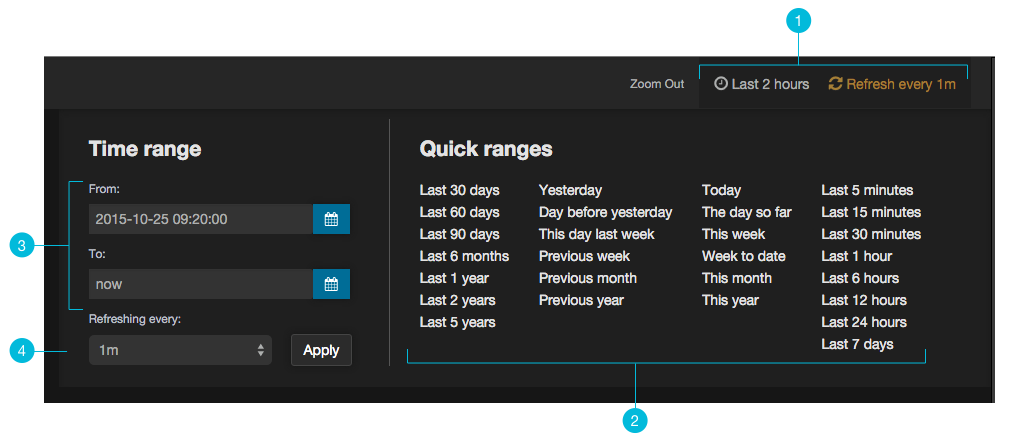 1
Zoom Out Last 2 hours Refresh every 1m
Time range
From:
2015-10-25 09:20:00
3
To:
now
Refreshing every:
4
1m Apply
Quick ranges
Last 30 days Yesterday Today Last 5 minutes
Last 60 days Day before yesterday The day so far Last 15 minutes
Last 90 days This day last week This week Last 30 minutes
Last 6 months Previous week Week to date Last 1 hour
Last 1 year Previous month This month Last 6 hours
Last 2 years Previous year This year Last 12 hours
Last 5 years Last 24 hours
Last 7 days
2